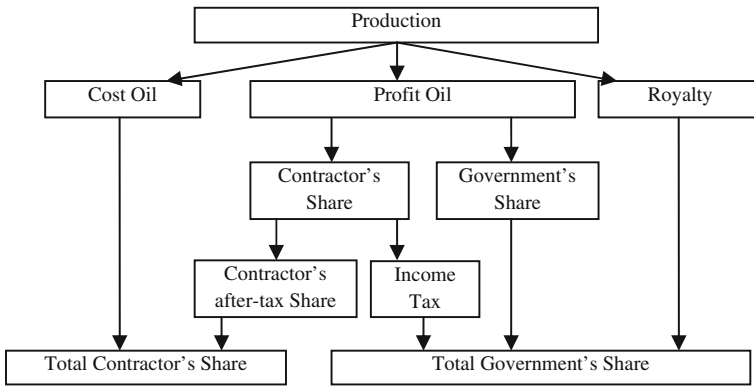 Production
Cost Oil
Profit Oil
Royalty
Contractor’s
Share
Government’s
Share
Contractor’s
after-tax Share
Income
Tax
Total Contractor’s Share
Total Government’s Share